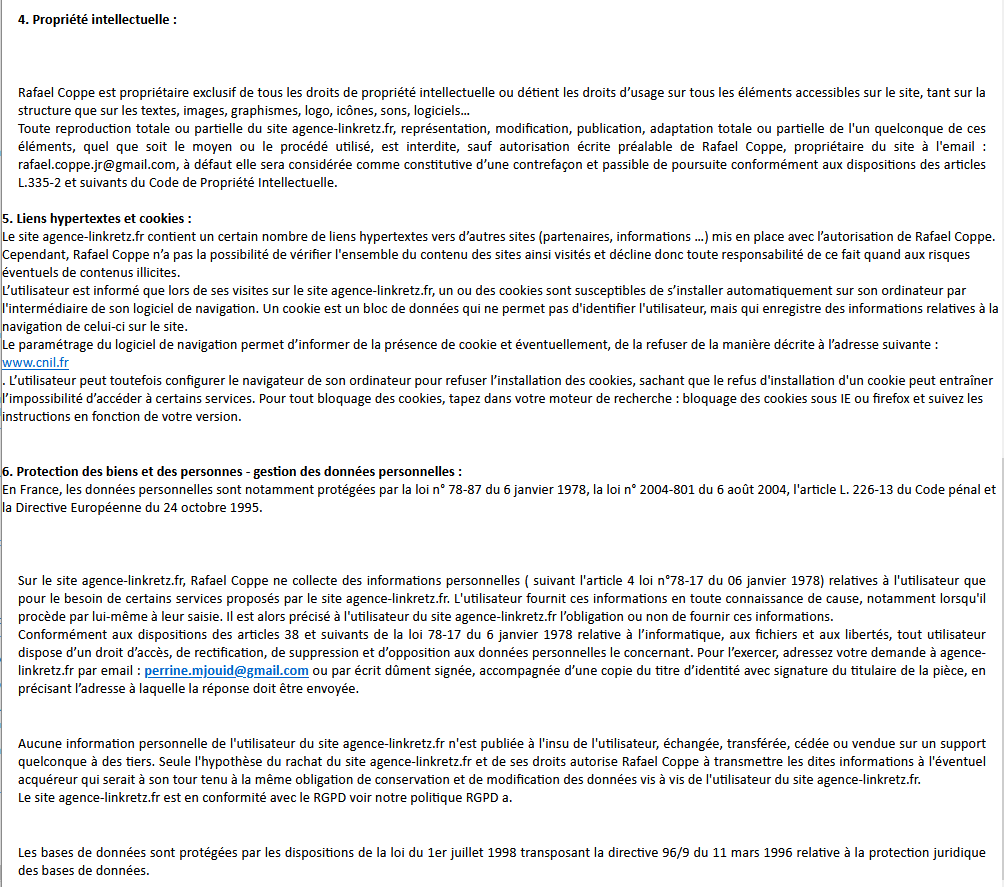 4. Propriété intellectuelle :
Rafael Coppe est propriétaire exclusif de tous les droits de propriété intellectuelle ou détient les droits d’usage sur tous les éléments accessibles sur le site, tant sur la
structure que sur les textes, images, graphismes, logo, icônes, sons, logiciels…
Toute reproduction totale ou partielle du site agence-linkretz.fr, représentation, modification, publication, adaptation totale ou partielle de l'un quelconque de ces
éléments, quel que soit le moyen ou le procédé utilisé, est interdite, sauf autorisation écrite préalable de Rafael Coppe, propriétaire du site à l'email :
rafael.coppe.jr@gmail.com, à défaut elle sera considérée comme constitutive d’une contrefaçon et passible de poursuite conformément aux dispositions des articles
L.335-2 et suivants du Code de Propriété Intellectuelle.
5. Liens hypertextes et cookies :
Le site agence-linkretz.fr contient un certain nombre de liens hypertextes vers d’autres sites (partenaires, informations …) mis en place avec l’autorisation de Rafael Coppe.
Cependant, Rafael Coppe n’a pas la possibilité de vérifier l'ensemble du contenu des sites ainsi visités et décline donc toute responsabilité de ce fait quand aux risques
éventuels de contenus illicites.
L’utilisateur est informé que lors de ses visites sur le site agence-linkretz.fr, un ou des cookies sont susceptibles de s’installer automatiquement sur son ordinateur par
l'intermédiaire de son logiciel de navigation. Un cookie est un bloc de données qui ne permet pas d'identifier l'utilisateur, mais qui enregistre des informations relatives à la
navigation de celui-ci sur le site.
Le paramétrage du logiciel de navigation permet d’informer de la présence de cookie et éventuellement, de la refuser de la manière décrite à l’adresse suivante :
www.cnil.fr
. L’utilisateur peut toutefois configurer le navigateur de son ordinateur pour refuser l’installation des cookies, sachant que le refus d'installation d'un cookie peut entraîner
l’impossibilité d’accéder à certains services. Pour tout bloquage des cookies, tapez dans votre moteur de recherche : bloquage des cookies sous IE ou firefox et suivez les
instructions en fonction de votre version.
6. Protection des biens et des personnes - gestion des données personnelles :
En France, les données personnelles sont notamment protégées par la loi n° 78-87 du 6 janvier 1978, la loi n° 2004-801 du 6 août 2004, l'article L. 226-13 du Code pénal et
la Directive Européenne du 24 octobre 1995.
Sur le site agence-linkretz.fr, Rafael Coppe ne collecte des informations personnelles ( suivant l'article 4 loi n°78-17 du 06 janvier 1978) relatives à l'utilisateur que
pour le besoin de certains services proposés par le site agence-linkretz.fr. L'utilisateur fournit ces informations en toute connaissance de cause, notamment lorsqu'il
procède par lui-même à leur saisie. Il est alors précisé à l'utilisateur du site agence-linkretz.fr l’obligation ou non de fournir ces informations.
Conformément aux dispositions des articles 38 et suivants de la loi 78-17 du 6 janvier 1978 relative à l’informatique, aux fichiers et aux libertés, tout utilisateur
dispose d’un droit d’accès, de rectification, de suppression et d’opposition aux données personnelles le concernant. Pour l’exercer, adressez votre demande à agence-
linkretz.fr par email : perrine.mjouid@gmail.com ou par écrit dûment signée, accompagnée d’une copie du titre d’identité avec signature du titulaire de la pièce, en
précisant l’adresse à laquelle la réponse doit être envoyée.
Aucune information personnelle de l'utilisateur du site agence-linkretz.fr n'est publiée à l'insu de l'utilisateur, échangée, transférée, cédée ou vendue sur un support
quelconque à des tiers. Seule l'hypothèse du rachat du site agence-linkretz.fr et de ses droits autorise Rafael Coppe à transmettre les dites informations à l'éventuel
acquéreur qui serait à son tour tenu à la même obligation de conservation et de modification des données vis à vis de l'utilisateur du site agence-linkretz.fr.
Le site agence-linkretz.fr est en conformité avec le RGPD voir notre politique RGPD a.
Les bases de données sont protégées par les dispositions de la loi du 1er juillet 1998 transposant la directive 96/9 du 11 mars 1996 relative à la protection juridique
des bases de données.